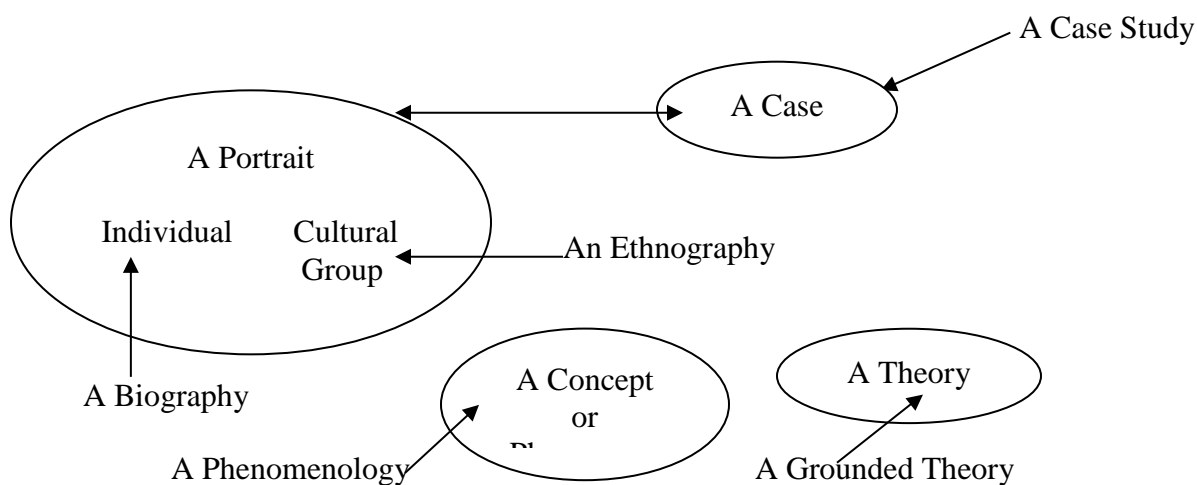 A Case Study
A Case
A Portrait
Individual
Cultural
Group
An Ethnography
A Concept
or
A Theory
A Biography
A Phenomenology
A Grounded Theory